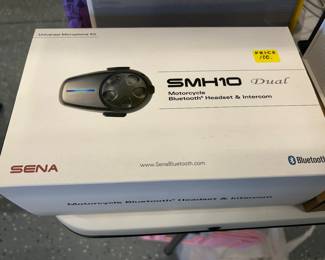 Universal Microphone Kit
PRICE
100.
SMH10 Dual
Motorcycle
Bluetooth® Headset & Intercom
SENA
www.SenaBluetooth.com
Bluetooth
Motorcycle Bluetooth® Headset & Intercom